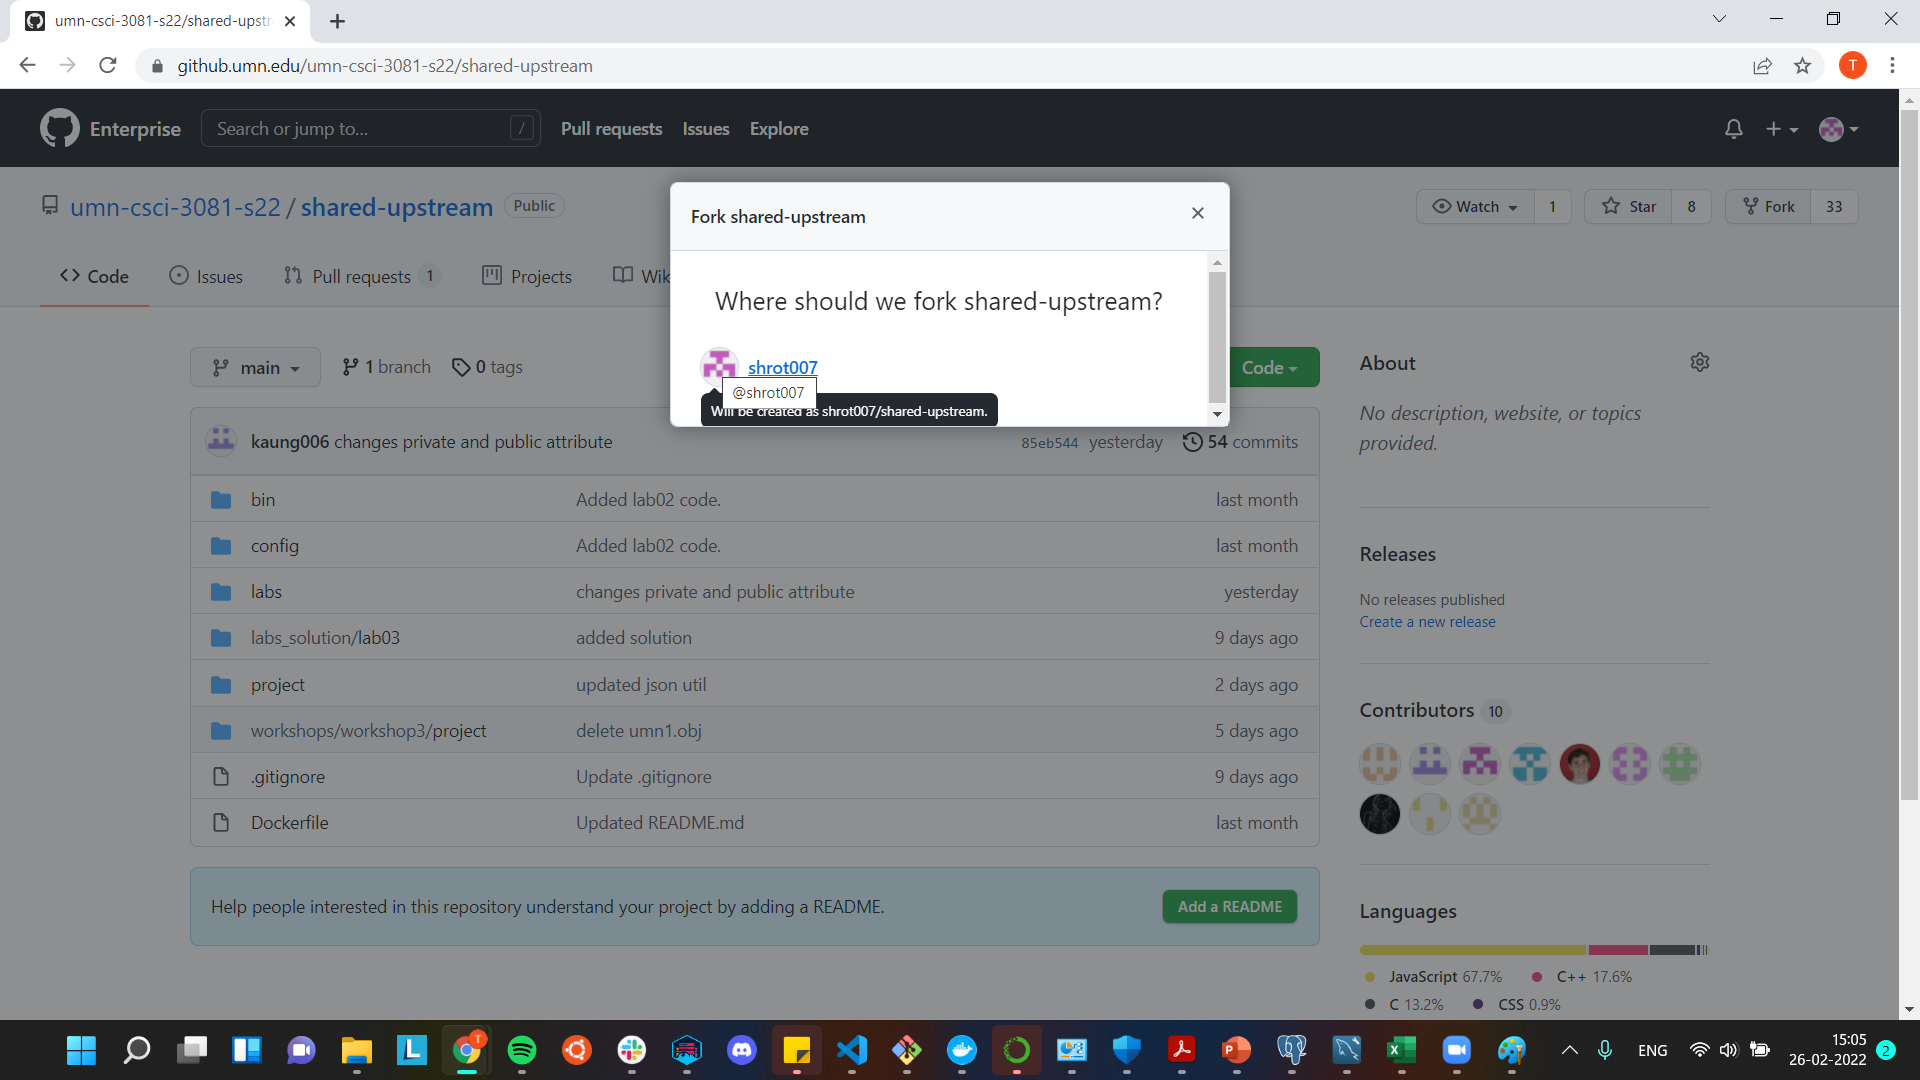 umn-csci-3081-s22/shared-upstr
github.umn.edu/umn-csci-3081-s22/shared-upstream
T
Enterprise
Search or jump to...
/
Pull requests
Issues
Explore
umn-csci-3081-s22 / shared-upstream
Public
Watch
1
Star
8
Fork
33
Code
Issues
Pull requests
1
Projects
Wik
Fork shared-upstream
Where should we fork shared-upstream?
shrot007
@shrot007
Will be created as shrot007/shared-upstream.
main
1 branch
0 tags
Code
kaung006 changes private and public attribute
85eb544 yesterday
54 commits
bin
Added lab02 code.
last month
config
Added lab02 code.
last month
labs
changes private and public attribute
yesterday
labs_solution/lab03
added solution
9 days ago
project
updated json util
2 days ago
workshops/workshop3/project
delete umn1.obj
5 days ago
.gitignore
Update .gitignore
9 days ago
Dockerfile
Updated README.md
last month
Help people interested in this repository understand your project by adding a README.
Add a README
About
No description, website, or topics
provided.
Releases
No releases published
Create a new release
Contributors 10
Languages
JavaScript 67.7%
C++ 17.6%
C 13.2%
CSS 0.9%
L
T
ENG
15:05
26-02-2022
2